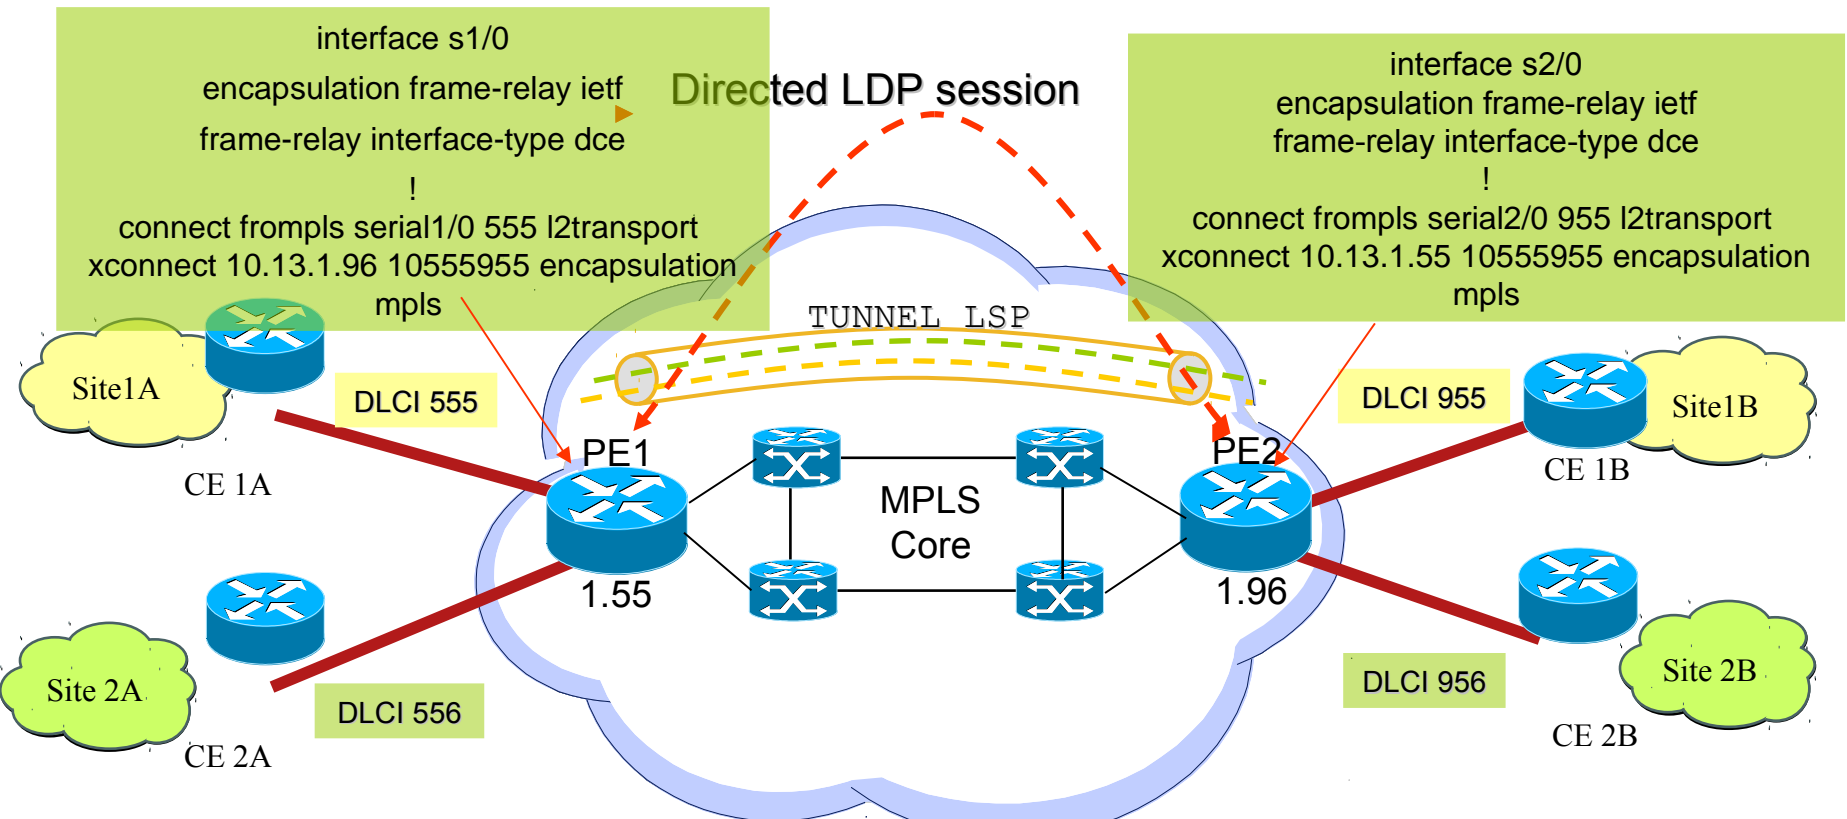 interface s1/0
encapsulation frame-relay ietf
frame-relay interface-type dce
!
connect frompls serial1/0 555 l2transport
xconnect 10.13.1.96 10555955 encapsulation
mpls
Directed LDP session
interface s2/0
encapsulation frame-relay ietf
frame-relay interface-type dce
!
connect frompls serial2/0 955 l2transport
xconnect 10.13.1.55 10555955 encapsulation
mpls
TUNNEL LSP
Site1A
DLCI 555
DLCI 955
Site1B
CE 1A
PE1
PE2
CE 1B
MPLS
Core
1.55
1.96
Site 2A
DLCI 556
DLCI 956
Site 2B
CE 2A
CE 2B